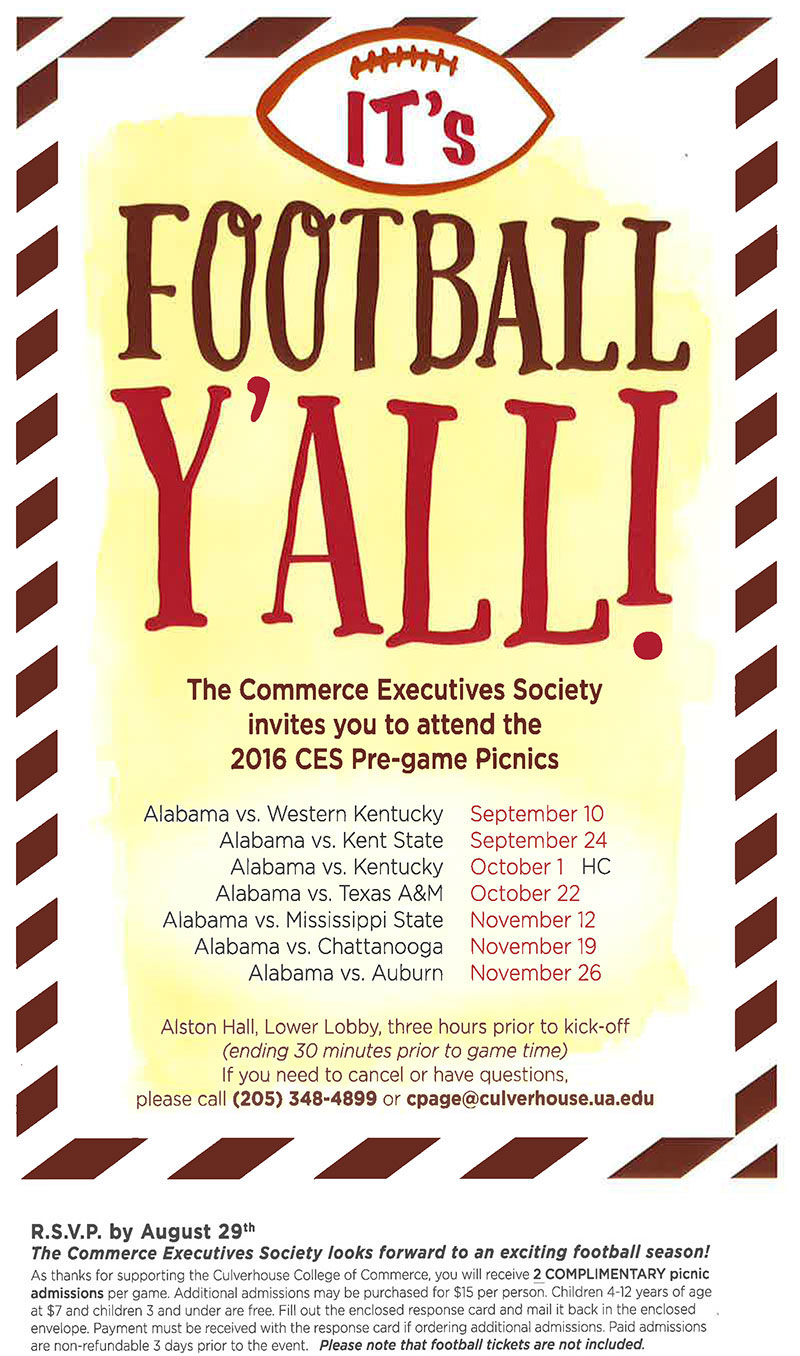 IT's
FOOTBALL
Y'ALL!
The Commerce Executives Society
invites you to attend the
2016 CES Pre-game Picnics
Alabama vs. Western Kentucky September 10
Alabama vs. Kent State September 24
Alabama vs. Kentucky October 1 HC
Alabama vs. Texas A&M October 22
Alabama vs. Mississippi State November 12
Alabama vs. Chattanooga November 19
Alabama vs. Auburn November 26
Alston Hall, Lower Lobby, three hours prior to kick-off
(ending 30 minutes prior to game time)
If you need to cancel or have questions,
please call (205) 348-4899 or cpage@culverhouse.ua.edu
R.S.V.P. by August 29th
The Commerce Executives Society looks forward to an exciting football season!
As thanks for supporting the Culverhouse College of Commerce, you will receive 2 COMPLIMENTARY picnic
admissions per game. Additional admissions may be purchased for $15 per person. Children 4-12 years of age
at $7 and children 3 and under are free. Fill out the enclosed response card and mail it back in the enclosed
envelope. Payment must be received with the response card if ordering additional admissions. Paid admissions
are non-refundable 3 days prior to the event. Please note that football tickets are not included.